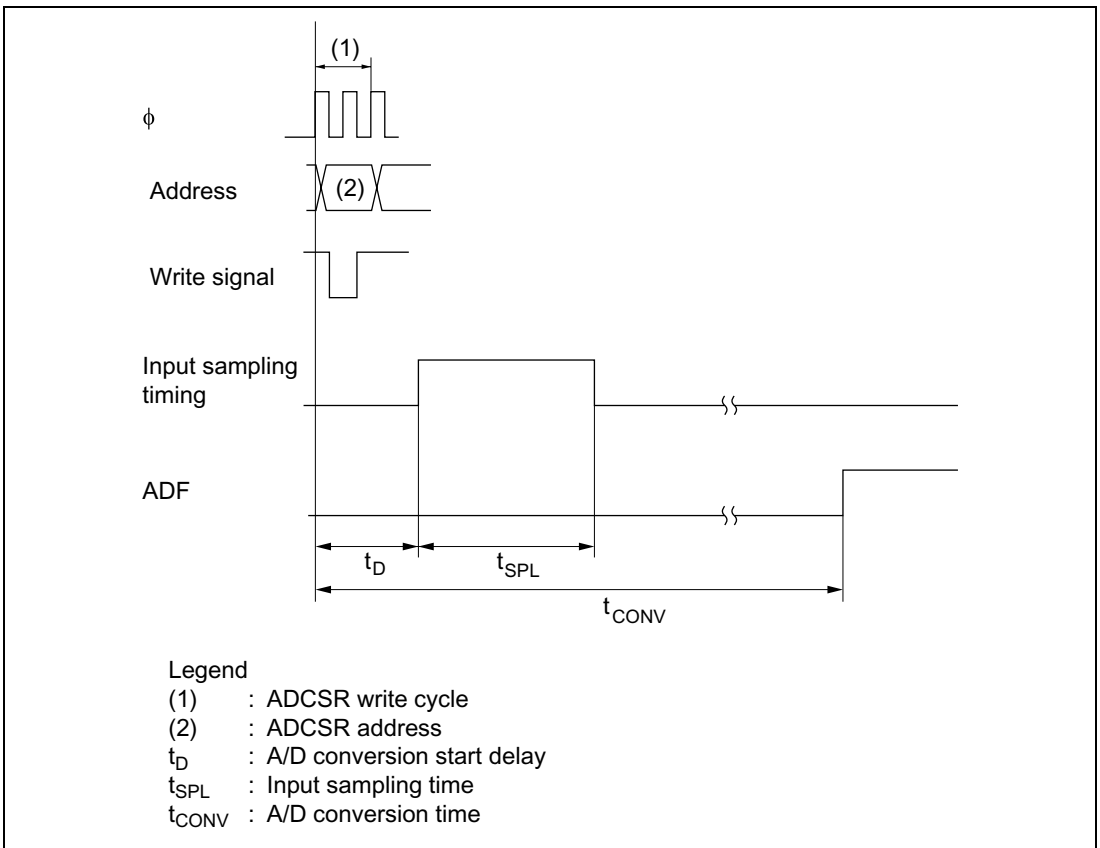 (1)
ϕ
Address
(2)
Write signal
Input sampling
timing
ADF
tD
tSPL
tCONV
Legend
(1) : ADCSR write cycle
(2) : ADCSR address
tD : A/D conversion start delay
tSPL : Input sampling time
tCONV : A/D conversion time